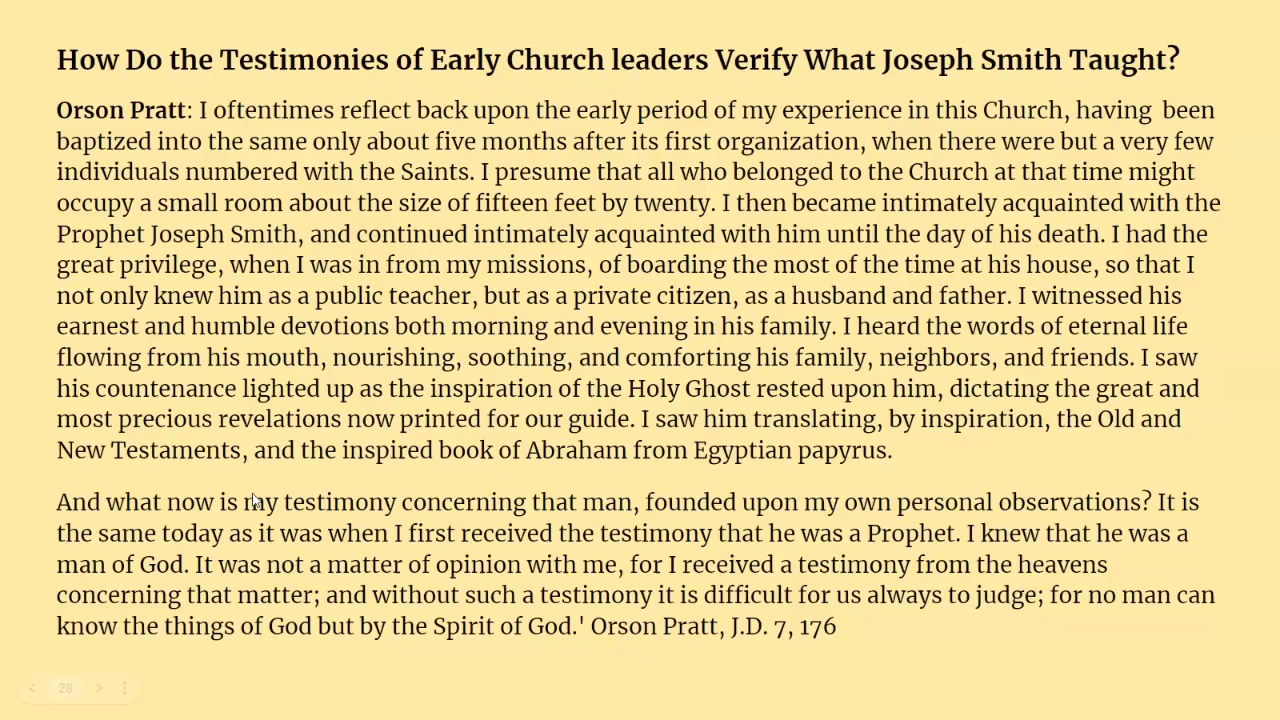 How Do the Testimonies of Early Church leaders Verify What Joseph Smith Taught?
Orson Pratt: I oftentimes reflect back upon the early period of my experience in this Church, having  been
baptized into the same only about five months after its first organization, when there were but a very few
individuals numbered with the Saints. I presume that all who belonged to the Church at that time might
occupy a small room about the size of fifteen feet by twenty. I then became intimately acquainted with the
Prophet Joseph Smith, and continued intimately acquainted with him until the day of his death. I had the
great privilege, when I was in from my missions, of boarding the most of the time at his house, so that I
not only knew him as a public teacher, but as a private citizen, as a husband and father. I witnessed his
earnest and humble devotions both morning and evening in his family. I heard the words of eternal life
flowing from his mouth, nourishing, soothing, and comforting his family, neighbors, and friends. I saw
his countenance lighted up as the inspiration of the Holy Ghost rested upon him, dictating the great and
most precious revelations now printed for our guide. I saw him translating, by inspiration, the Old and
New Testaments, and the inspired book of Abraham from Egyptian papyrus.
And what now is my testimony concerning that man, founded upon my own personal observations? It is
the same today as it was when I first received the testimony that he was a Prophet. I knew that he was a
man of God. It was not a matter of opinion with me, for I received a testimony from the heavens
concerning that matter; and without such a testimony it is difficult for us always to judge; for no man can
know the things of God but by the Spirit of God.' Orson Pratt, J.D. 7, 176
28